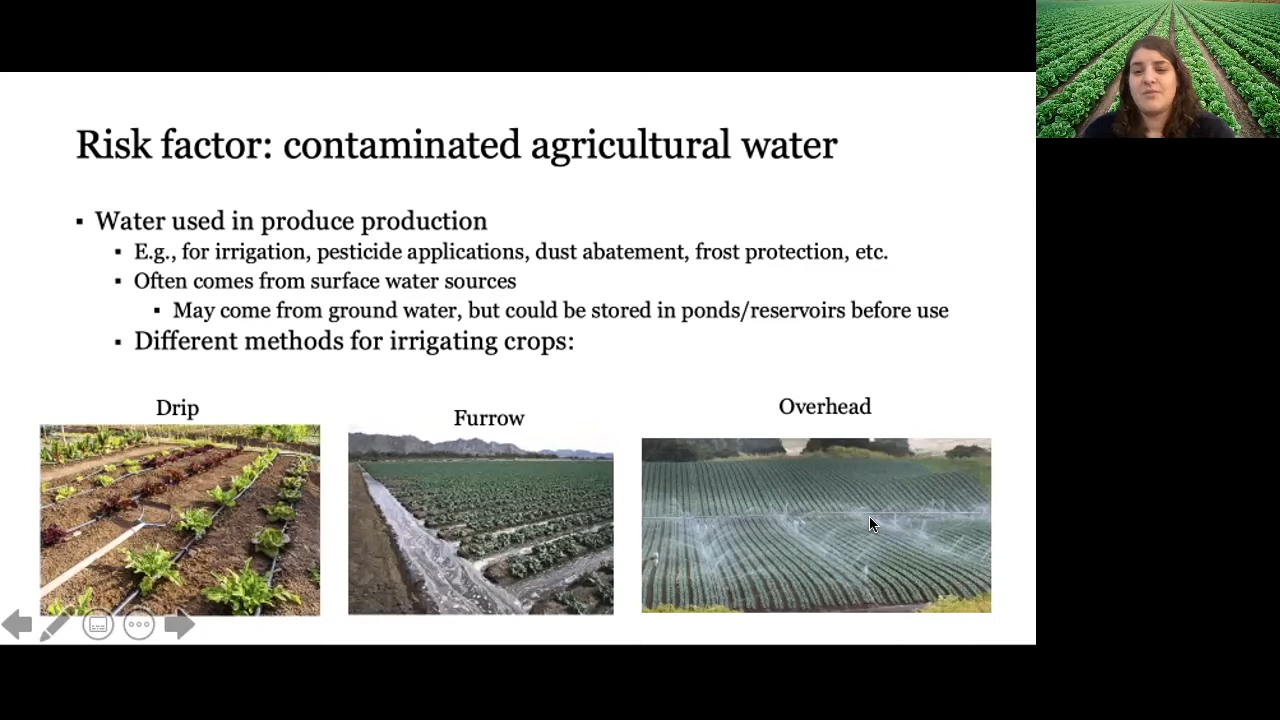 Risk factor: contaminated agricultural water
▪ Water used in produce production
▪ E.g., for irrigation, pesticide applications, dust abatement, frost protection, etc.
▪ Often comes from surface water sources
▪ May come from ground water, but could be stored in ponds/reservoirs before use
▪ Different methods for irrigating crops:
Drip
Furrow
Overhead